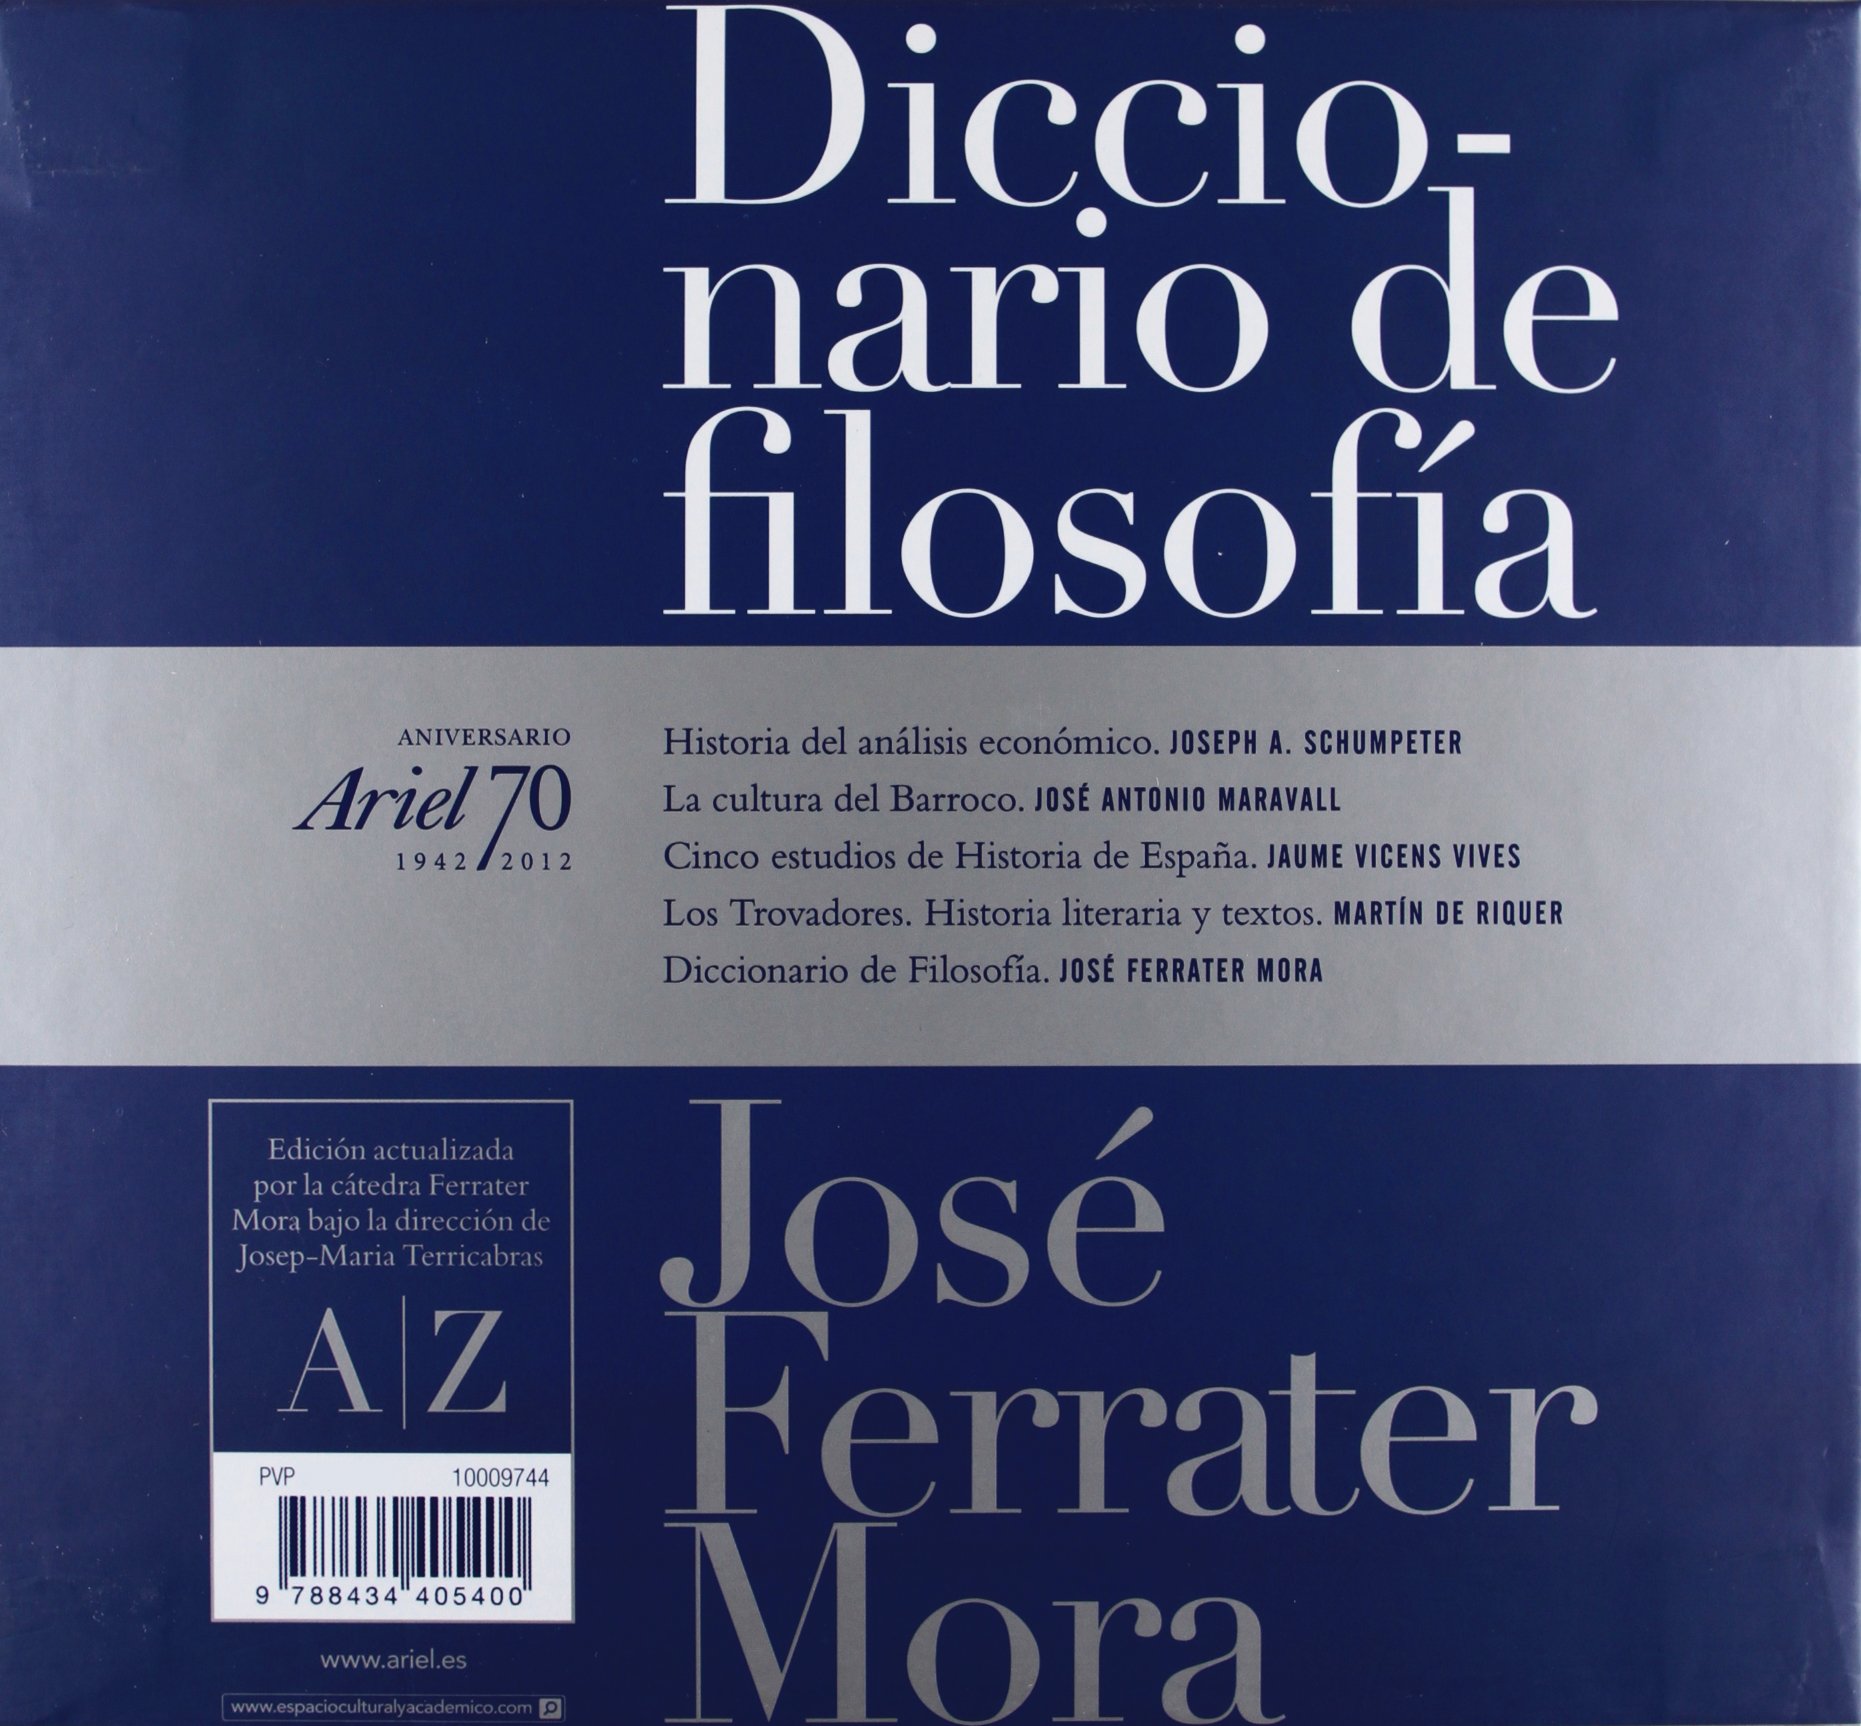 Diccio-
nario de
filosofía
ANIVERSARIO
Ariel 70
1942/2012
Historia del análisis económico. JOSEPH A. SCHUMPETER
La cultura del Barroco. JOSÉ ANTONIO MARAVALL
Cinco estudios de Historia de España. JAUME VICENS VIVES
Los Trovadores. Historia literaria y textos. MARTÍN DE RIQUER
Diccionario de Filosofía. JOSÉ FERRATER MORA
Edición actualizada
por la cátedra Ferrater
Mora bajo la dirección de
Josep-Maria Terricabras
A|Z
PVP 10009744
9 788434 405400
www.ariel.es
www.espacioculturalyacademico.com
José
Ferrater
Mora